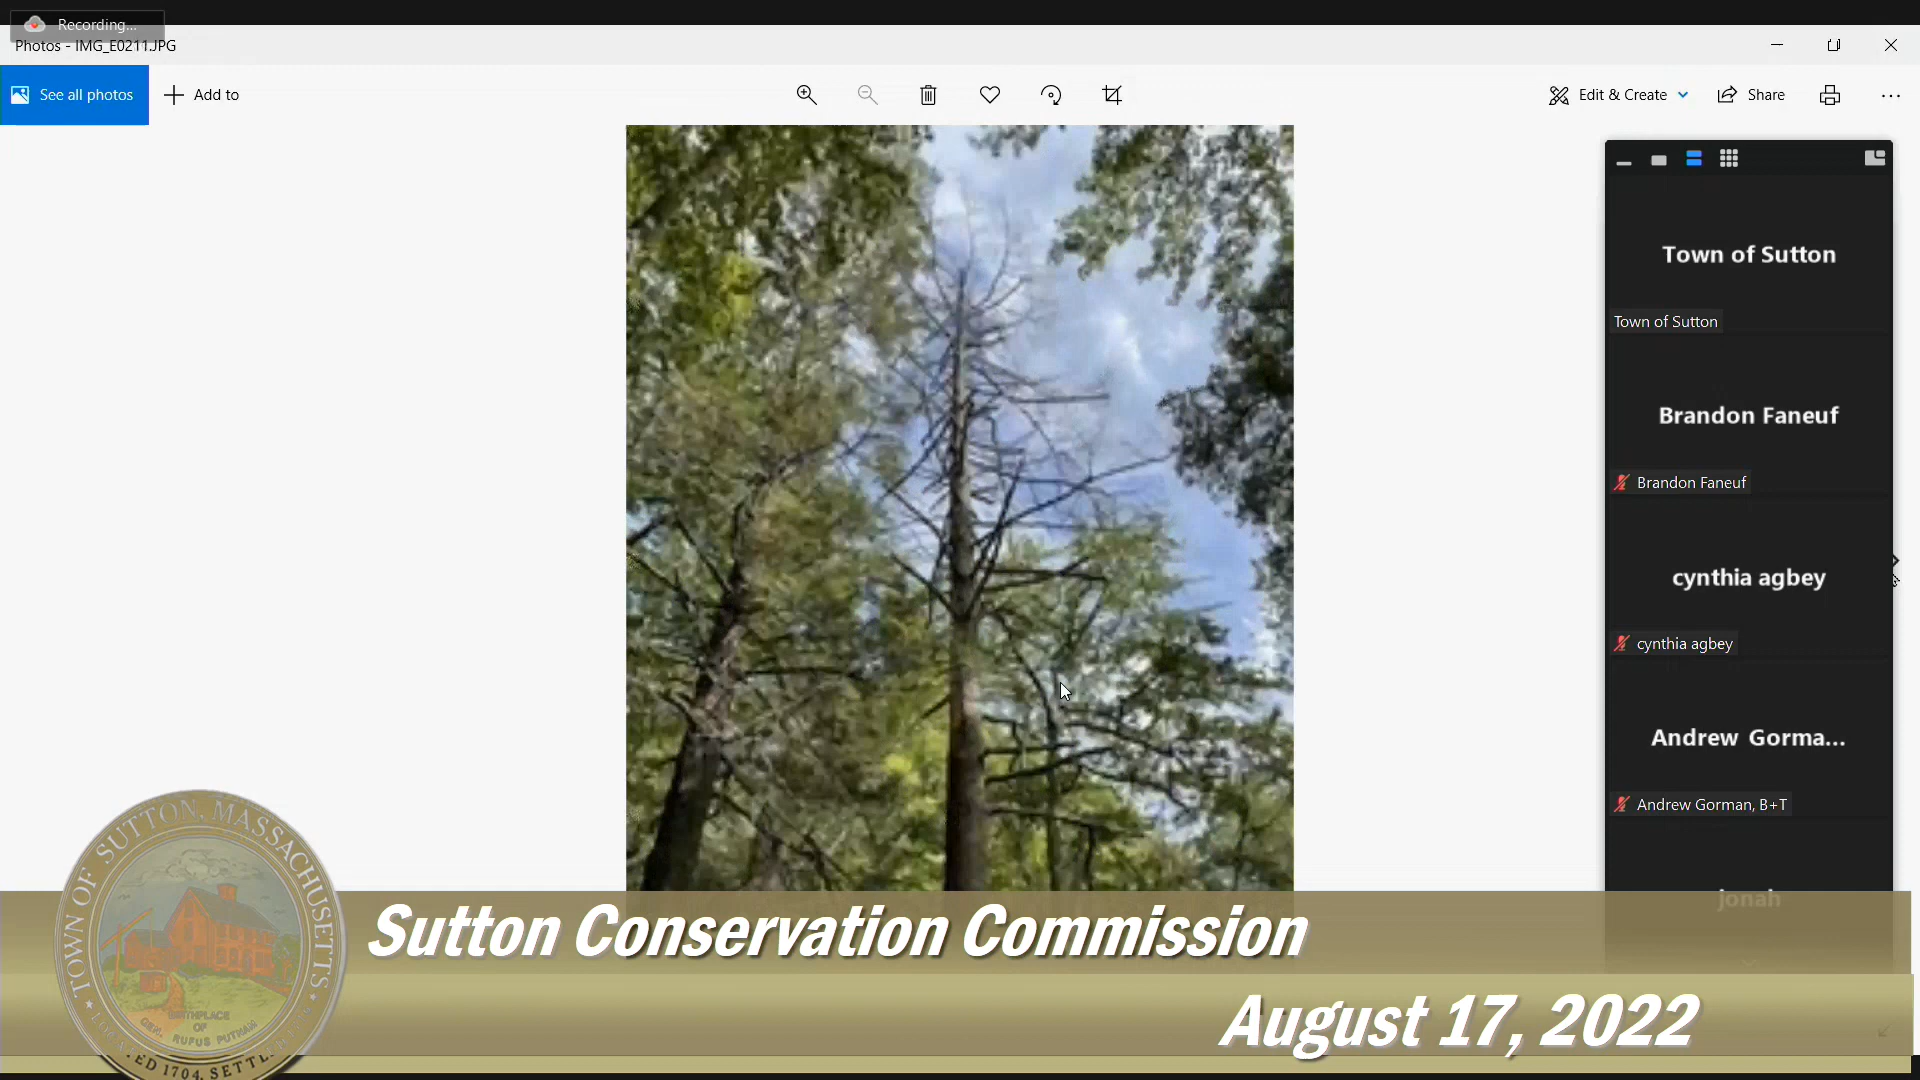 Recording...
Photos - IMG_E0211.JPG
See all photos
Add to
Edit & Create
Share
Town of Sutton
Town of Sutton
Brandon Faneuf
Brandon Faneuf
cynthia agbey
cynthia agbey
Andrew Gorma...
Andrew Gorman, B+T
jonah
TOWN OF SUTTON, MASSACHUSETTS
BIRTHPLACE
OF
GEN. RUFUS PUTNAM
1704, SETTLE
Sutton Conservation Commission
August 17, 2022